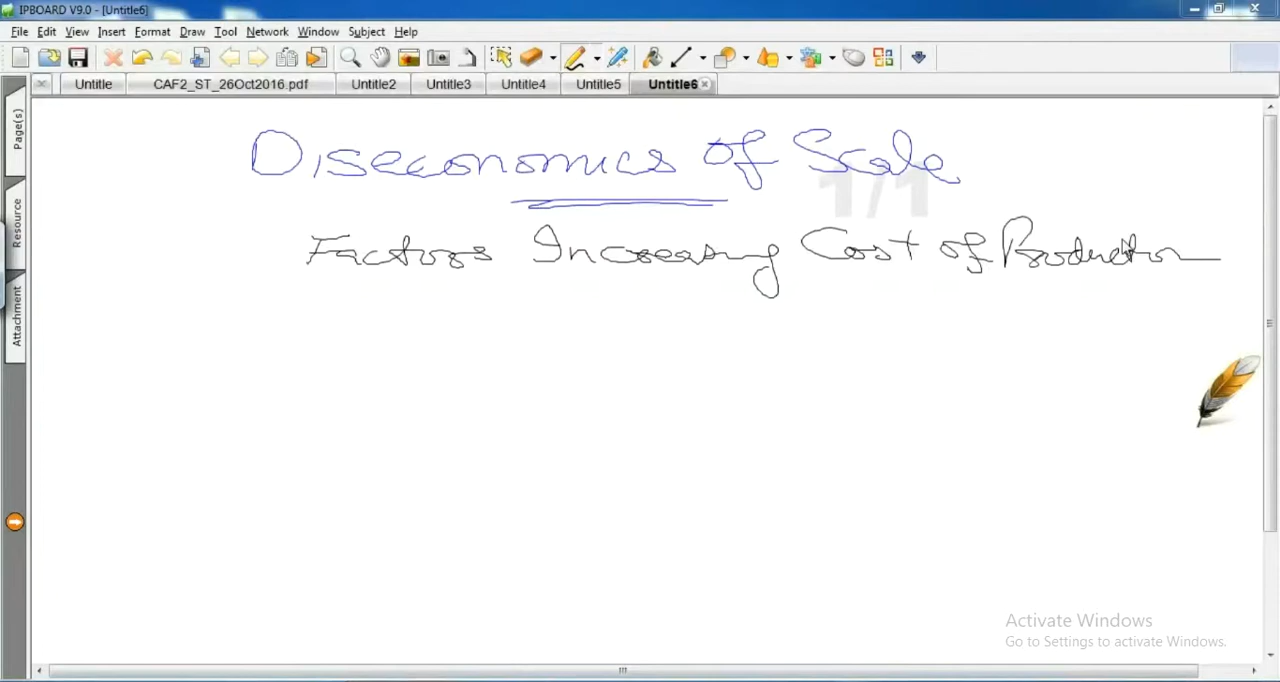 IPBOARD V9.0 - [Untitle6]
File Edit View Insert Format Draw Tool Network Window Subject Help
Untitle CAF2_ST_26Oct2016.pdf Untitle2 Untitle3 Untitle4 Untitle5 Untitle6
Page(s)
Resource
Attachment
Diseconomics of Scale
1/1
Factors Increasing Cost of Production
Activate Windows
Go to Settings to activate Windows.